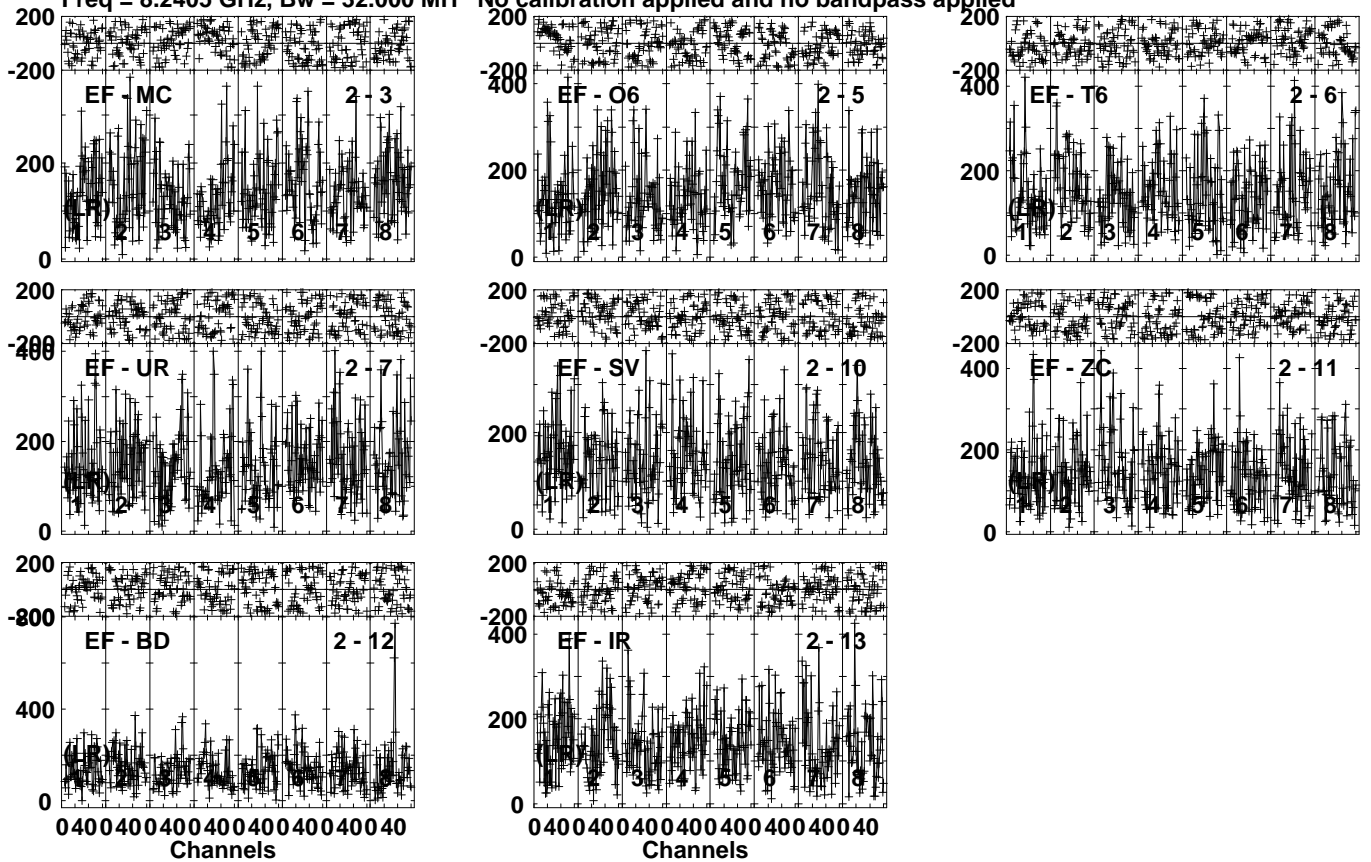 Freq = 8.2405 GHz, Bw = 32.000 MH No calibration applied and no bandpass applied
200 200 200
-200 -200 -200
400 400
EF - MC 2 - 3 EF - O6 2 - 5 EF - T6 2 - 6
200 200 200
(LR) (LR) (LR)
1 2 3 4 5 6 7 8 1 2 3 4 5 6 7 8 1 2 3 4 5 6 7 8
0 0 0
200 200 200
-200 -200 -200
400 400
EF - UR 2 - 7 EF - SV 2 - 10 EF - ZC 2 - 11
200 200 200
(LR) (LR) (LR)
1 2 3 4 5 6 7 8 1 2 3 4 5 6 7 8 1 2 3 4 5 6 7 8
0 0 0
200 200
-200 -200
800 400
EF - BD 2 - 12 EF - IR 2 - 13
400 200
(LR) (LR)
1 2 3 4 5 6 7 8 1 2 3 4 5 6 7 8
0 0
0 40 0 40 0 40 0 40 0 40 0 40 0 40 0 40 0 40 0 40 0 40 0 40 0 40 0 40 0 40 0 40
Channels Channels